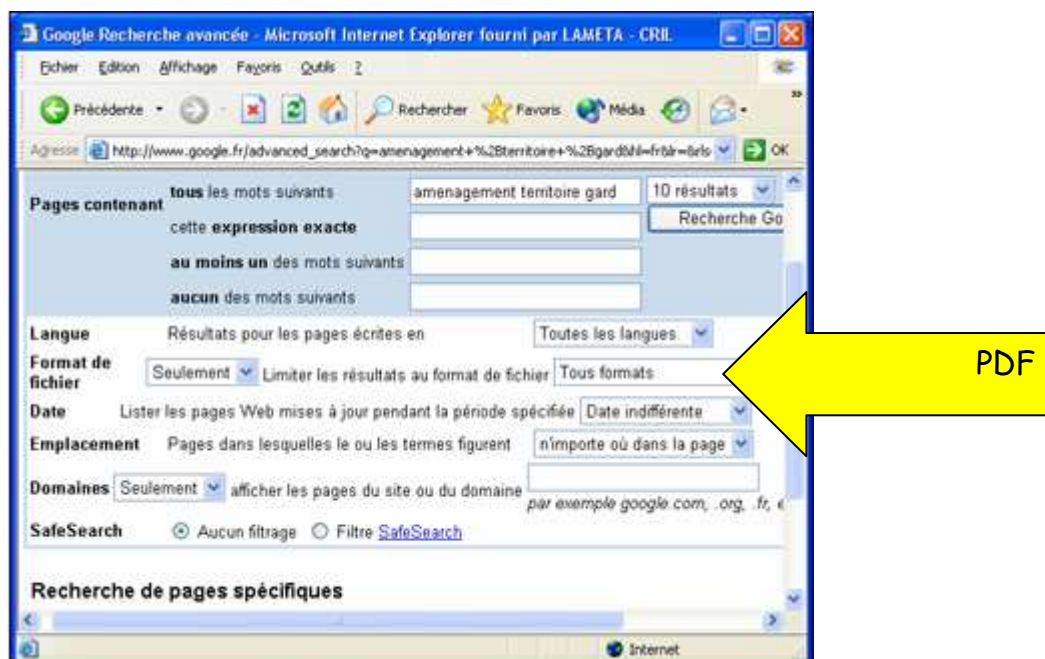 Google Recherche avancée - Microsoft Internet Explorer fourni par LAMETA - CRIL
Fichier Edition Affichage Favoris Outils ?
Précédente Rechercher Favoris Média »
Adresse http://www.google.fr/advanced_search?q=amenagement+%2Bterritoire+%2Bgard&hl=fr&lr=&rls OK
Pages contenant tous les mots suivants amenagement territoire gard 10 résultats
cette expression exacte Recherche Go
au moins un des mots suivants
aucun des mots suivants
Langue Résultats pour les pages écrites en Toutes les langues
Format de fichier Seulement Limiter les résultats au format de fichier Tous formats
PDF
Date Lister les pages Web mises à jour pendant la période spécifiée Date indifférente
Emplacement Pages dans lesquelles le ou les termes figurent n'importe où dans la page
Domaines Seulement afficher les pages du site ou du domaine
par exemple google.com, .org, .fr, e
SafeSearch Aucun filtrage Filtre SafeSearch
Recherche de pages spécifiques
Internet